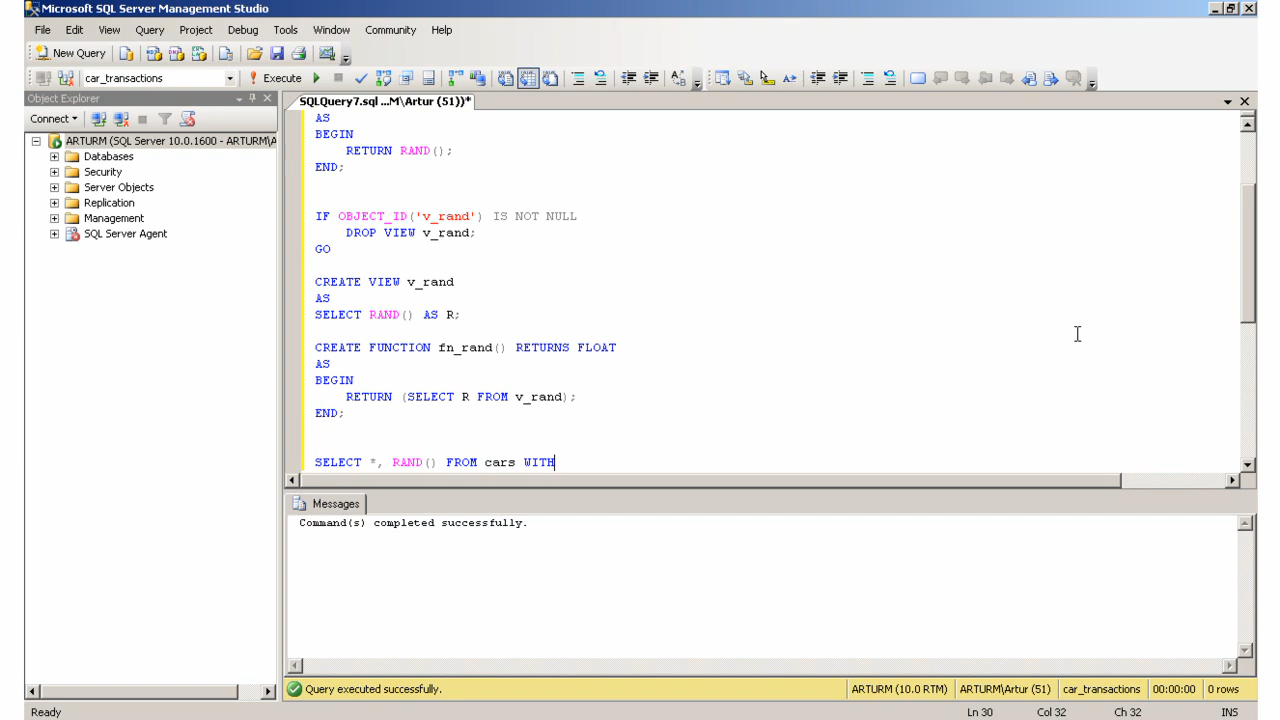 Microsoft SQL Server Management Studio
File Edit View Query Project Debug Tools Window Community Help
New Query
car_transactions Execute
Object Explorer
SQLQuery7.sql ...M\Artur (51))*
Connect
ARTURM (SQL Server 10.0.1600 - ARTURM\A
Databases
Security
Server Objects
Replication
Management
SQL Server Agent
AS
BEGIN
RETURN RAND();
END;
IF OBJECT_ID('v_rand') IS NOT NULL
DROP VIEW v_rand;
GO
CREATE VIEW v_rand
AS
SELECT RAND() AS R;
CREATE FUNCTION fn_rand() RETURNS FLOAT
AS
BEGIN
RETURN (SELECT R FROM v_rand);
END;
SELECT *, RAND() FROM cars WITH
Messages
Command(s) completed successfully.
Query executed successfully. ARTURM (10.0 RTM) ARTURM\Artur (51) car_transactions 00:00:00 0 rows
Ready Ln 30 Col 32 Ch 32 INS